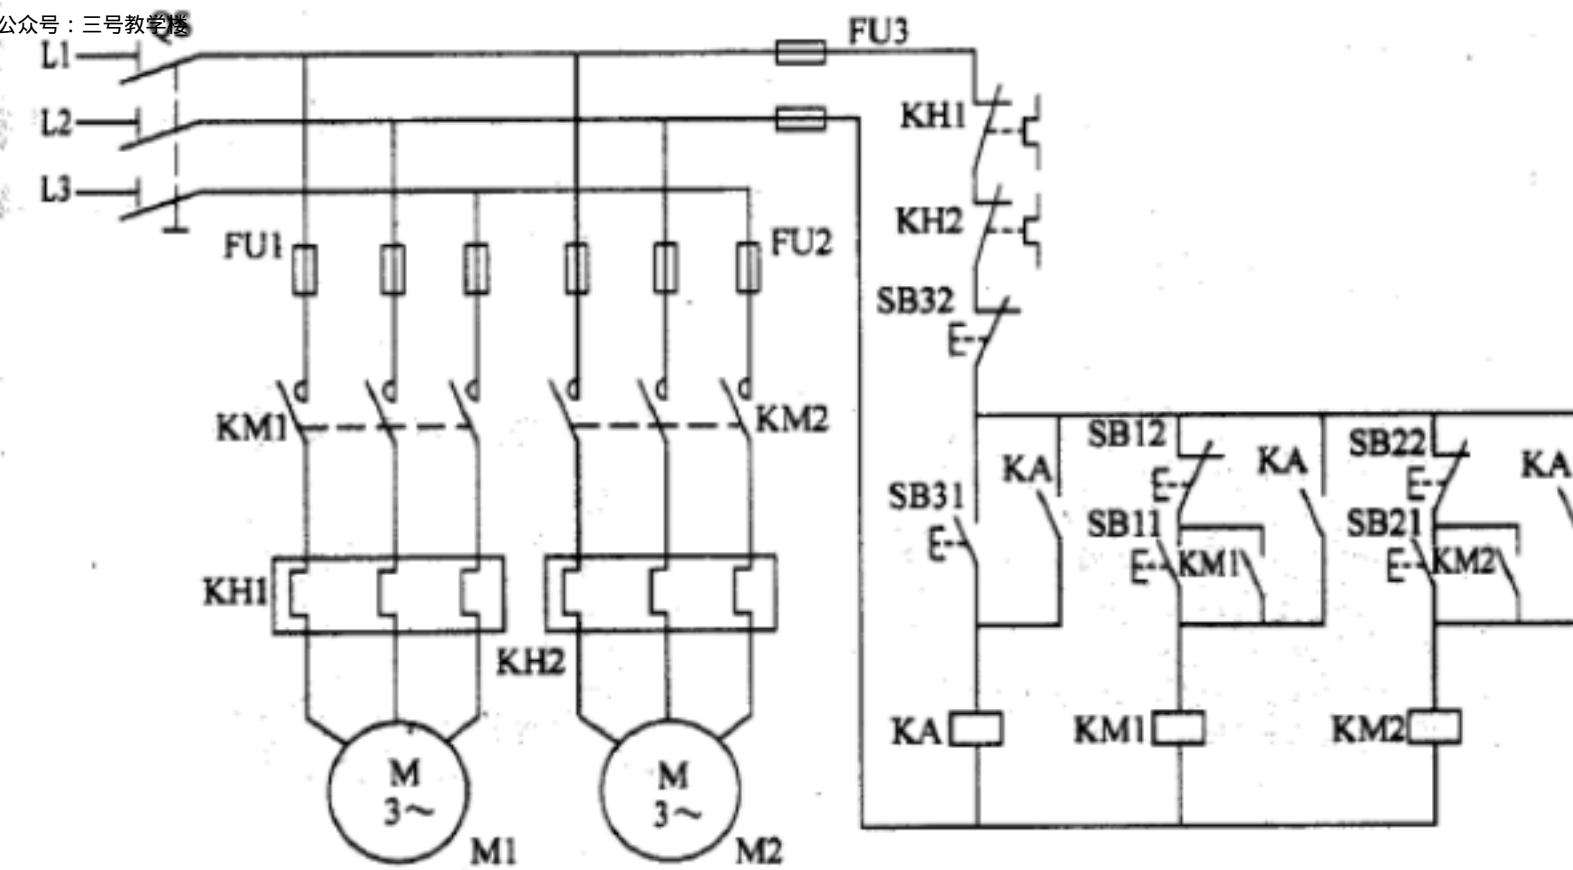 公众号：三号教学楼
QS
L1
L2
L3
FU3
KH1
KH2
FU1
FU2
SB32
KM1
KM2
SB12
SB22
KA
KA
KA
SB31
SB11
SB21
KM1
KM2
KH1
KH2
KA
KM1
KM2
M
3～
M1
M
3～
M2